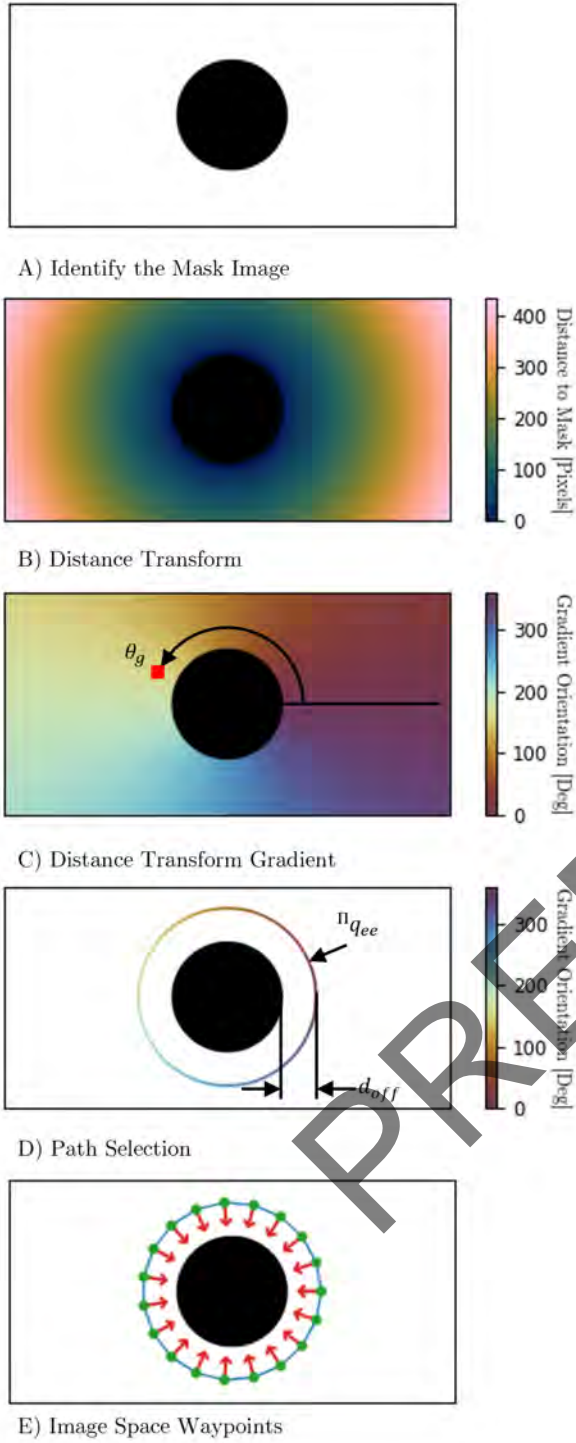 A) Identify the Mask Image
400
300
200
100
0
Distance to Mask [Pixels]
B) Distance Transform
θg
300
200
100
0
Gradient Orientation [Deg]
C) Distance Transform Gradient
Πqee
doff
300
200
100
0
Gradient Orientation [Deg]
D) Path Selection
E) Image Space Waypoints
PRE